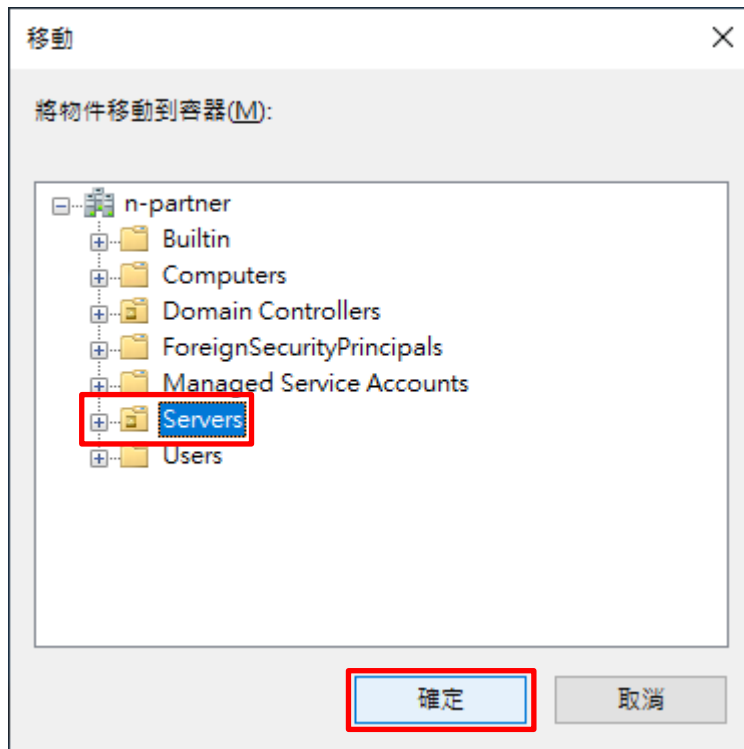 移動
將物件移動到容器(M):
n-partner
Builtin
Computers
Domain Controllers
ForeignSecurityPrincipals
Managed Service Accounts
Servers
Users
確定
取消